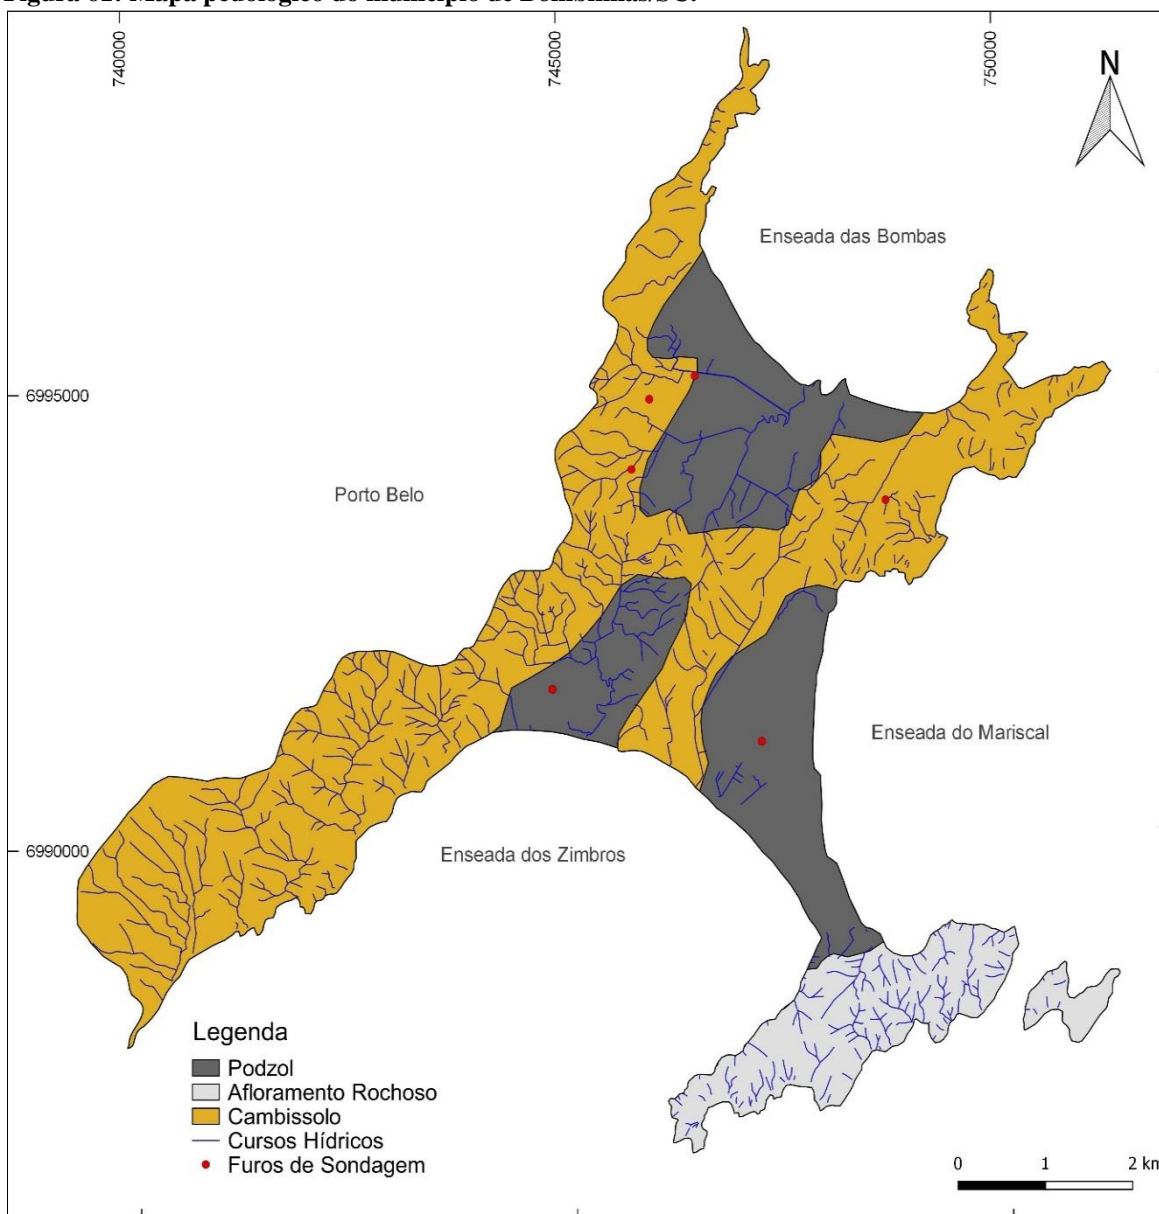 Figura 01: Mapa pedológico do município de Bombinhas/SC.
740000
745000
750000
N
Enseada das Bombas
6995000
Porto Belo
Enseada do Mariscal
6990000
Enseada dos Zimbros
Legenda
Podzol
Afloramento Rochoso
Cambissolo
Cursos Hídricos
Furos de Sondagem
0 1 2 km